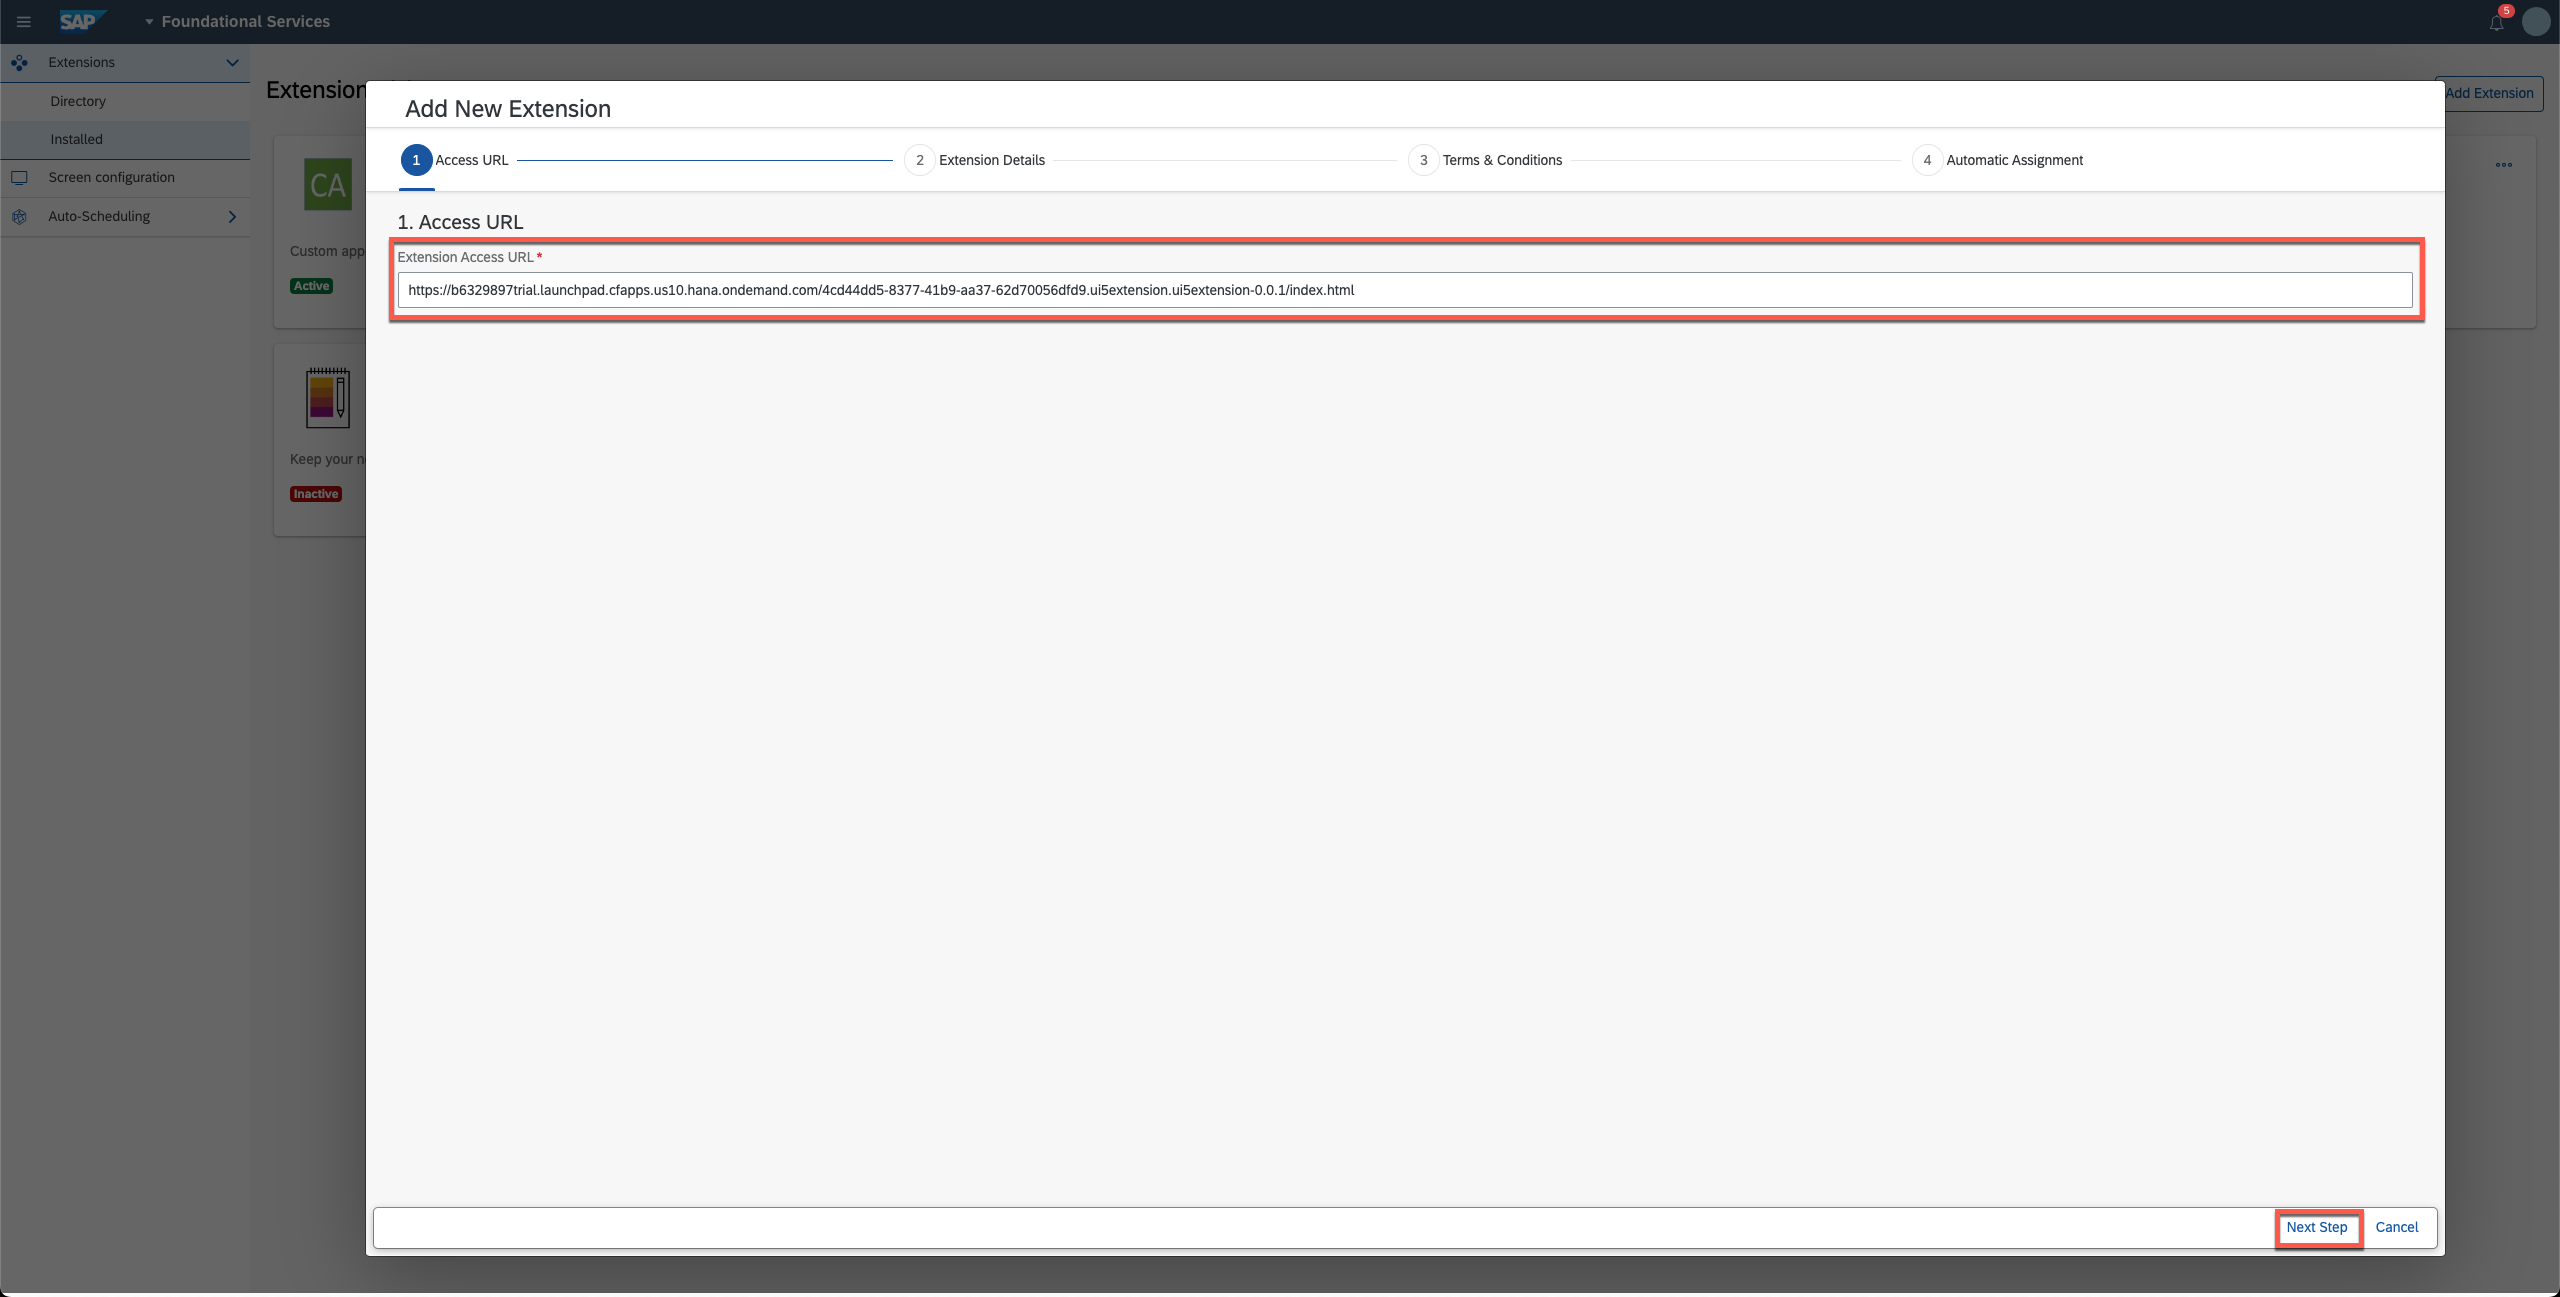 SAP
Foundational Services
5
Extensions
Directory
Installed
Screen configuration
Auto-Scheduling
Extension
Add Extension
CA
Custom app
Active
Keep your n
Inactive
Add New Extension
1 Access URL
2 Extension Details
3 Terms & Conditions
4 Automatic Assignment
1. Access URL
Extension Access URL *
https://b6329897trial.launchpad.cfapps.us10.hana.ondemand.com/4cd44dd5-8377-41b9-aa37-62d70056dfd9.ui5extension.ui5extension-0.0.1/index.html
Next Step
Cancel